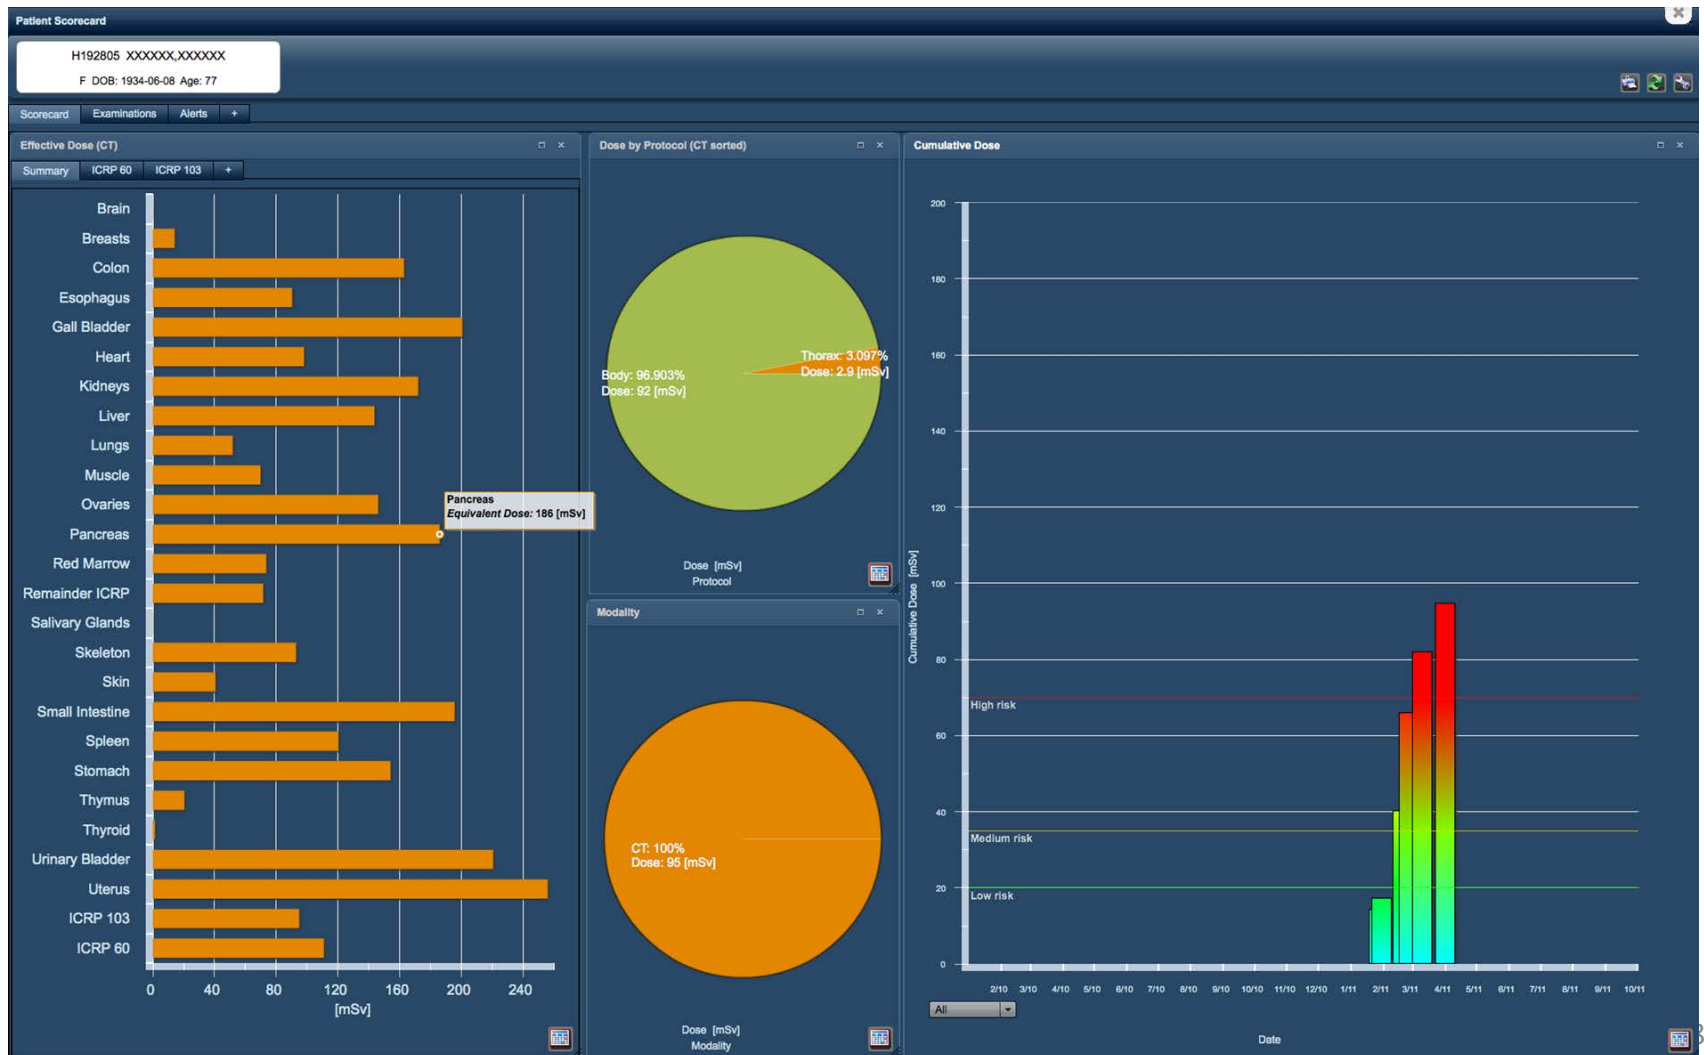 Patient Scorecard
H192805 XXXXXX,XXXXXX
F DOB: 1934-06-08 Age: 77
Scorecard Examinations Alerts +
Effective Dose (CT)
Summary ICRP 60 ICRP 103 +
Brain
Breasts
Colon
Esophagus
Gall Bladder
Heart
Kidneys
Liver
Lungs
Muscle
Ovaries
Pancreas
Red Marrow
Remainder ICRP
Salivary Glands
Skeleton
Skin
Small Intestine
Spleen
Stomach
Thymus
Thyroid
Urinary Bladder
Uterus
ICRP 103
ICRP 60
0 40 80 120 160 200 240
[mSv]
Pancreas
Equivalent Dose: 186 [mSv]
Dose by Protocol (CT sorted)
Thorax: 3.097%
Dose: 2.9 [mSv]
Body: 96.903%
Dose: 92 [mSv]
Dose [mSv]
Protocol
Modality
CT: 100%
Dose: 95 [mSv]
Dose [mSv]
Modality
Cumulative Dose
200
180
160
140
120
100
80
60
40
20
0
Cumulative Dose [mSv]
High risk
Medium risk
Low risk
2/10 3/10 4/10 5/10 6/10 7/10 8/10 9/10 10/10 11/10 12/10 1/11 2/11 3/11 4/11 5/11 6/11 7/11 8/11 9/11 10/11
All
Date